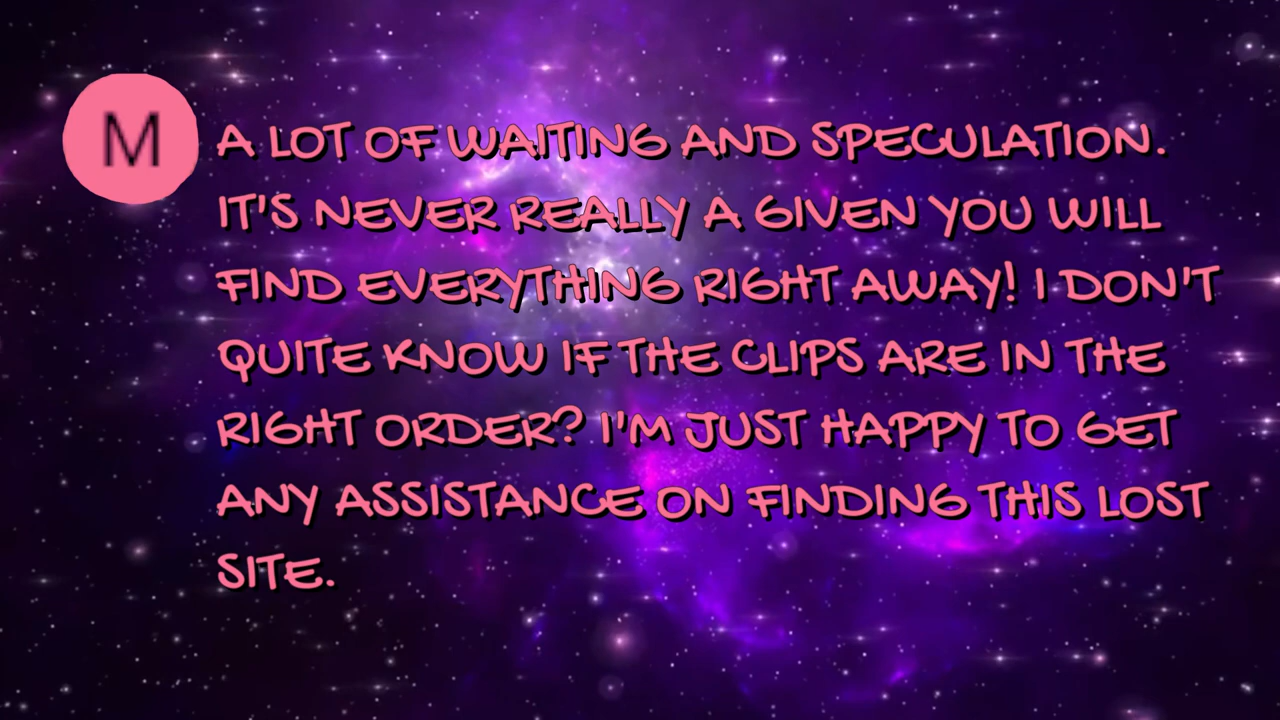 M
A LOT OF WAITING AND SPECULATION.
IT'S NEVER REALLY A GIVEN YOU WILL
FIND EVERYTHING RIGHT AWAY! I DON'T
QUITE KNOW IF THE CLIPS ARE IN THE
RIGHT ORDER? I'M JUST HAPPY TO GET
ANY ASSISTANCE ON FINDING THIS LOST
SITE.